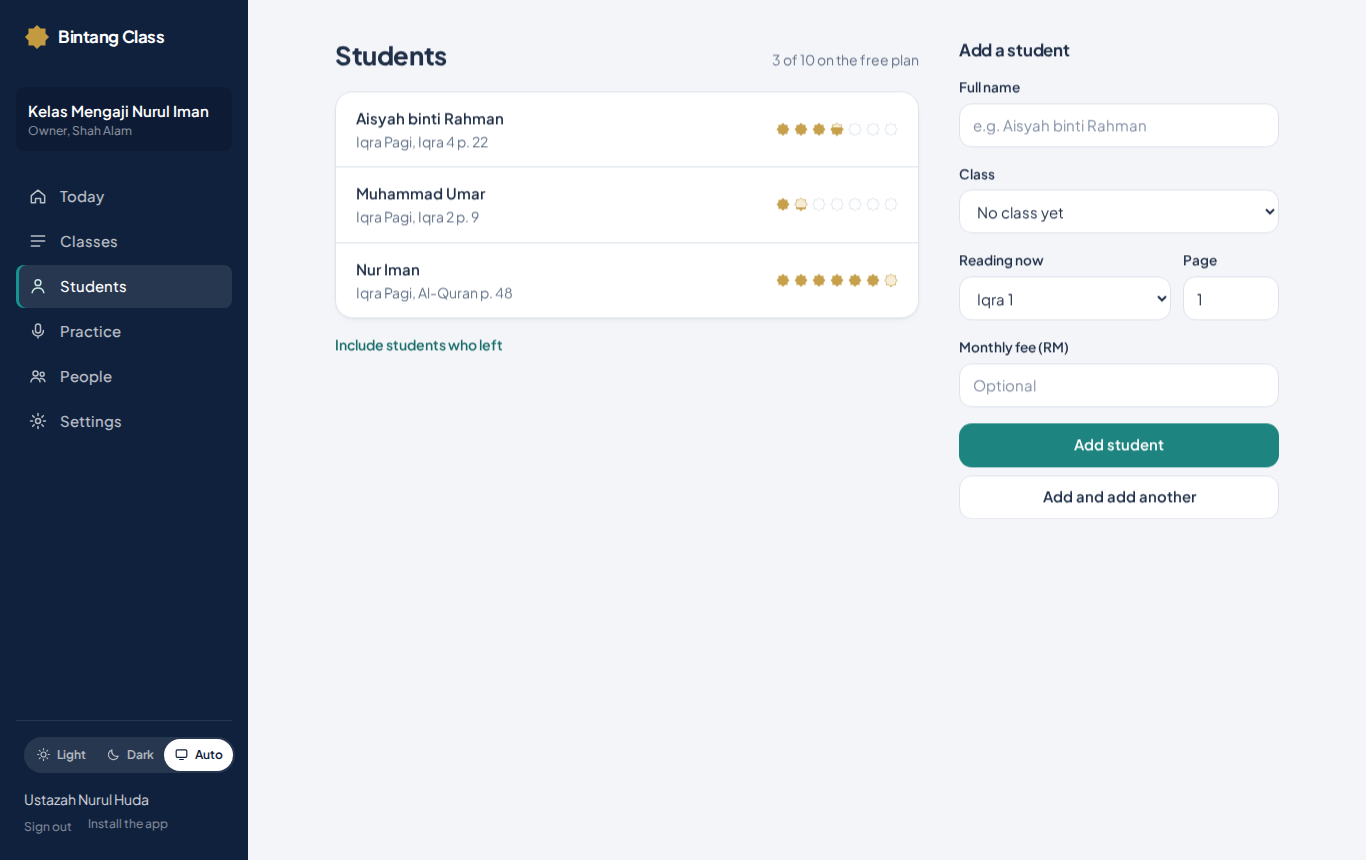 Bintang Class
Kelas Mengaji Nurul Iman
Owner, Shah Alam
Today
Classes
Students
Practice
People
Settings
Light
Dark
Auto
Ustazah Nurul Huda
Sign out
Install the app
Students
3 of 10 on the free plan
Aisyah binti Rahman
Iqra Pagi, Iqra 4 p. 22
Muhammad Umar
Iqra Pagi, Iqra 2 p. 9
Nur Iman
Iqra Pagi, Al-Quran p. 48
Include students who left
Add a student
Full name
e.g. Aisyah binti Rahman
Class
No class yet
Reading now
Page
Iqra 1
1
Monthly fee (RM)
Optional
Add student
Add and add another